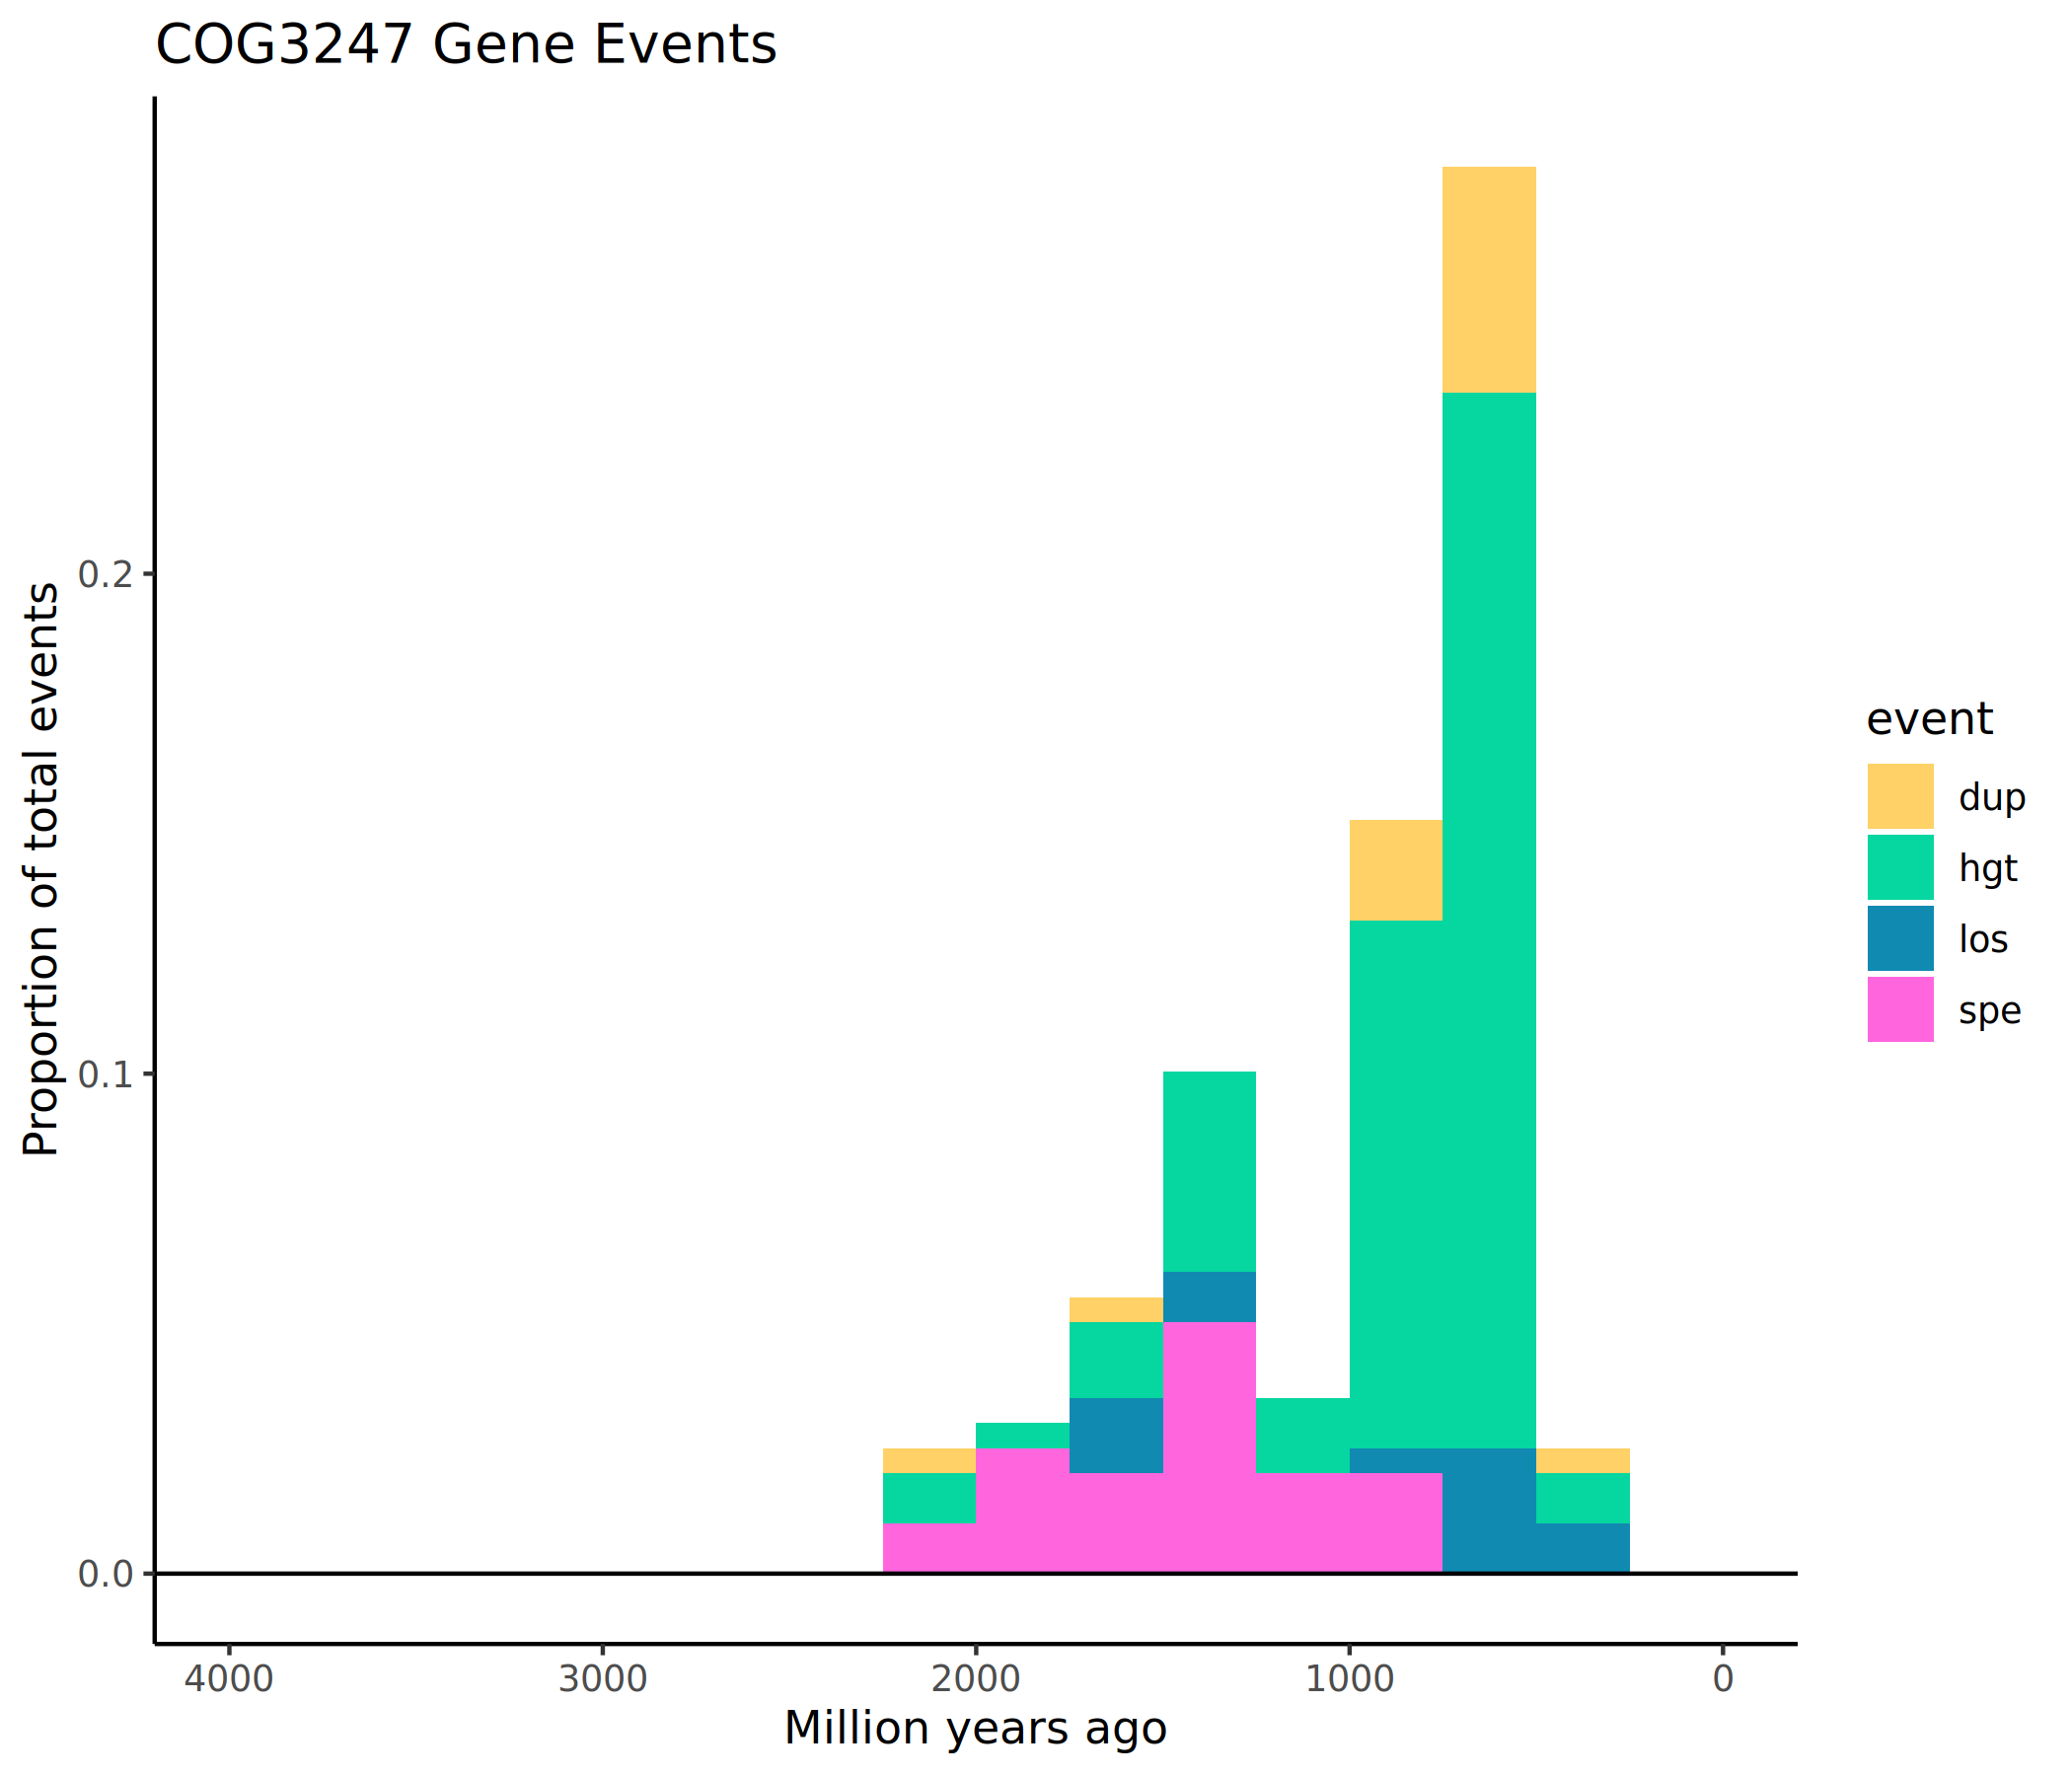 COG3247 Gene Events
Proportion of total events
0.2
0.1
0.0
4000 3000 2000 1000 0
Million years ago
event
dup
hgt
los
spe